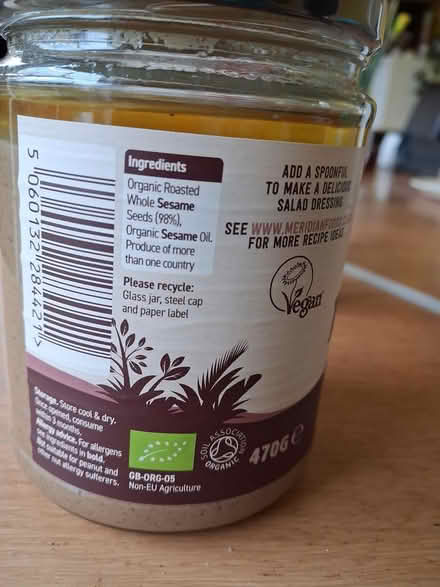 5 060132 284421 >
Ingredients
Organic Roasted
Whole Sesame
Seeds (98%),
Organic Sesame Oil.
Produce of more
than one country
Please recycle:
Glass jar, steel cap
and paper label
ADD A SPOONFUL
TO MAKE A DELICIOUS
SALAD DRESSING
SEE WWW.MERIDIANFOODS.C
FOR MORE RECIPE IDEAS
Vegan
Storage. Store cool & dry.
Once opened, consume
within 3 months.
Allergy advice. For allergens
see ingredients in bold.
Not suitable for peanut and
other nut allergy sufferers.
GB-ORG-05
Non-EU Agriculture
SOIL ASSOCIATION
ORGANIC
470G e